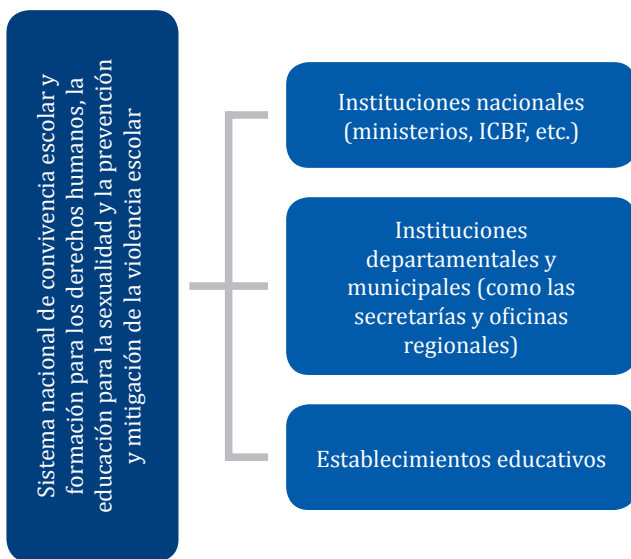 Sistema nacional de convivencia escolar y
formación para los derechos humanos, la
educación para la sexualidad y la prevención
y mitigación de la violencia escolar
Instituciones nacionales
(ministerios, ICBF, etc.)
Instituciones
departamentales y
municipales (como las
secretarías y oficinas
regionales)
Establecimientos educativos